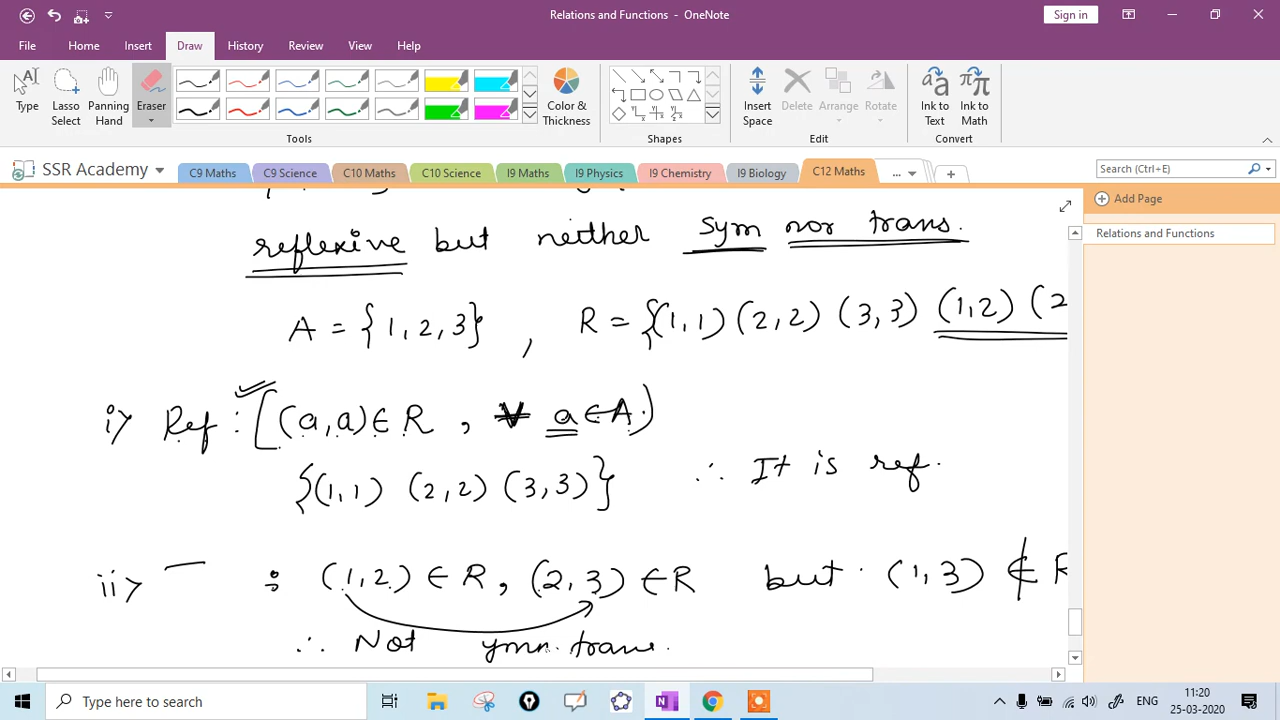 Relations and Functions - OneNote
Sign in
File Home Insert Draw History Review View Help
Type Lasso Select Panning Hand Eraser Color & Thickness Insert Space Delete Arrange Rotate Ink to Text Ink to Math
Tools Shapes Edit Convert
SSR Academy C9 Maths C9 Science C10 Maths C10 Science I9 Maths I9 Physics I9 Chemistry I9 Biology C12 Maths ... Search (Ctrl+E)
Add Page
Relations and Functions
reflexive but neither sym nor trans.
A = {1, 2, 3} , R = {(1,1) (2,2) (3,3) (1,2) (2
i> Ref : [(a,a) ∈ R , ∀ a ∈ A)
{(1,1) (2,2) (3,3)} ∴ It is ref.
ii> : (1,2) ∈ R, (2,3) ∈ R but (1,3) ∉ R
∴ Not trans.
Type here to search
ENG 11:20
25-03-2020